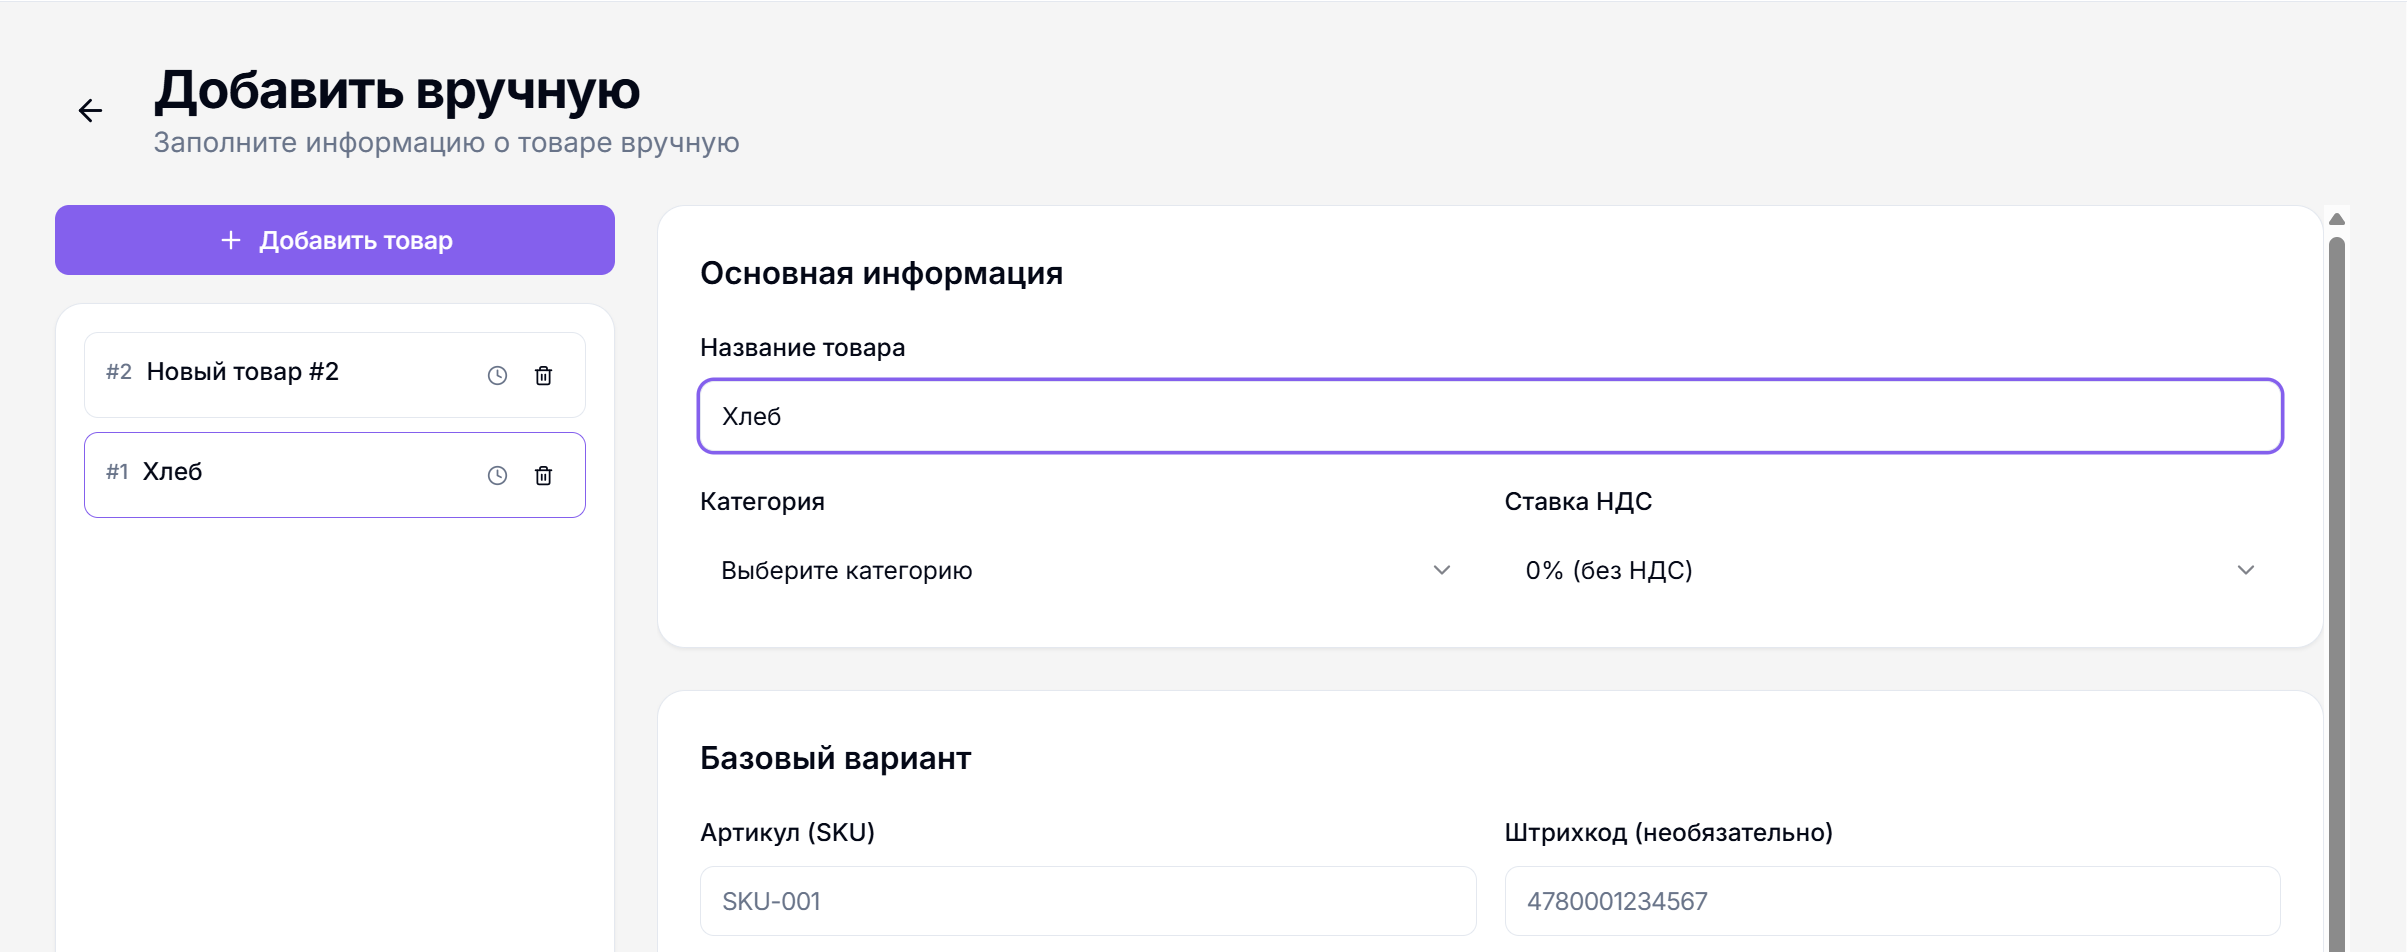 Добавить вручную
Заполните информацию о товаре вручную
Добавить товар
#2 Новый товар #2
#1 Хлеб
Основная информация
Название товара
Хлеб
Категория
Ставка НДС
Выберите категорию
0% (без НДС)
Базовый вариант
Артикул (SKU)
Штрихкод (необязательно)
SKU-001
4780001234567